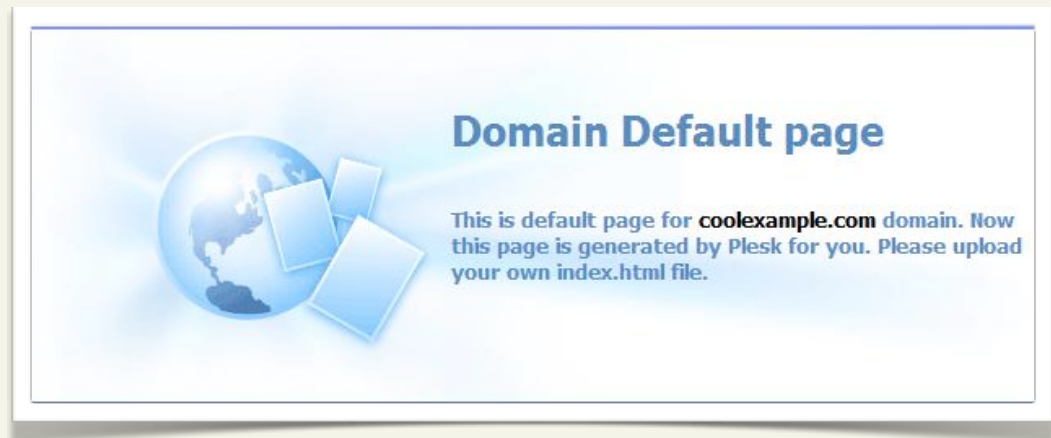 Domain Default page
This is default page for coolexample.com domain. Now
this page is generated by Plesk for you. Please upload
your own index.html file.